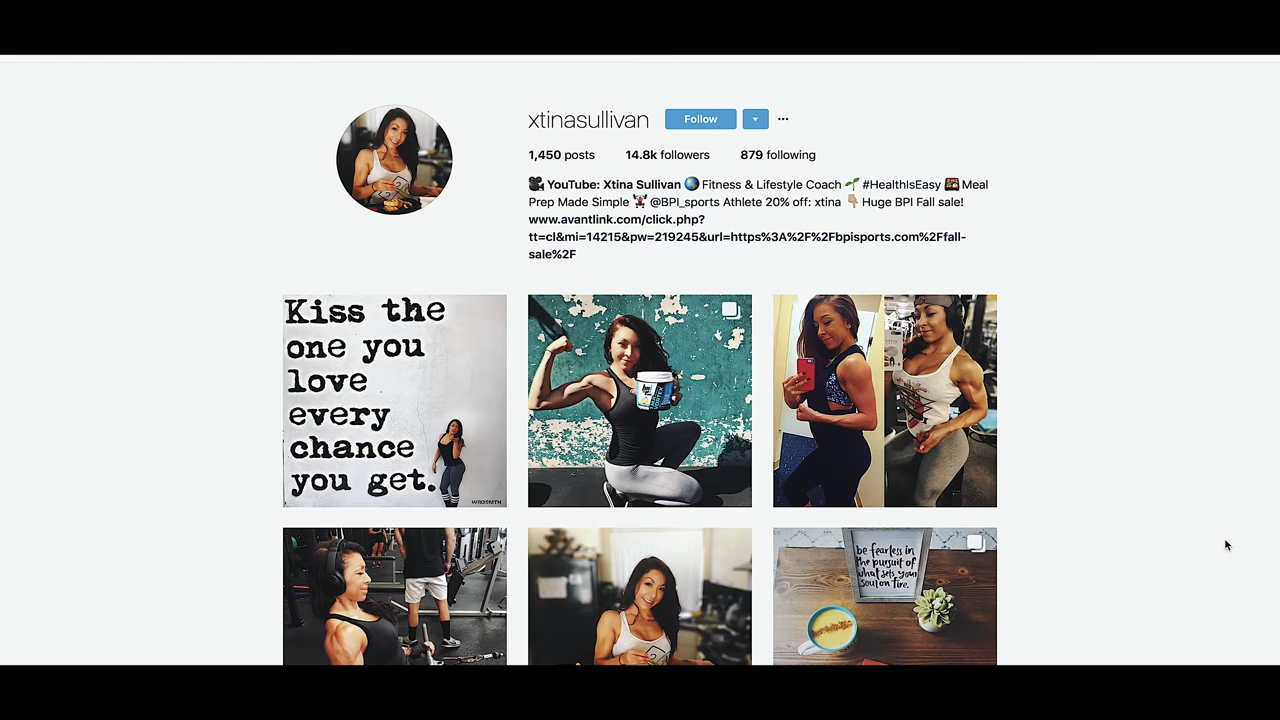 xtinasullivan Follow
1,450 posts 14.8k followers 879 following
YouTube: Xtina Sullivan Fitness & Lifestyle Coach #HealthIsEasy Meal
Prep Made Simple @BPI_sports Athlete 20% off: xtina Huge BPI Fall sale!
www.avantlink.com/click.php?
tt=cl&mi=14215&pw=219245&url=https%3A%2F%2Fbpisports.com%2Ffall-
sale%2F
Kiss the
one you
love
every
chance
you get.
WRDSMTH
be fearless in
the pursuit of
what sets your
soul on fire.